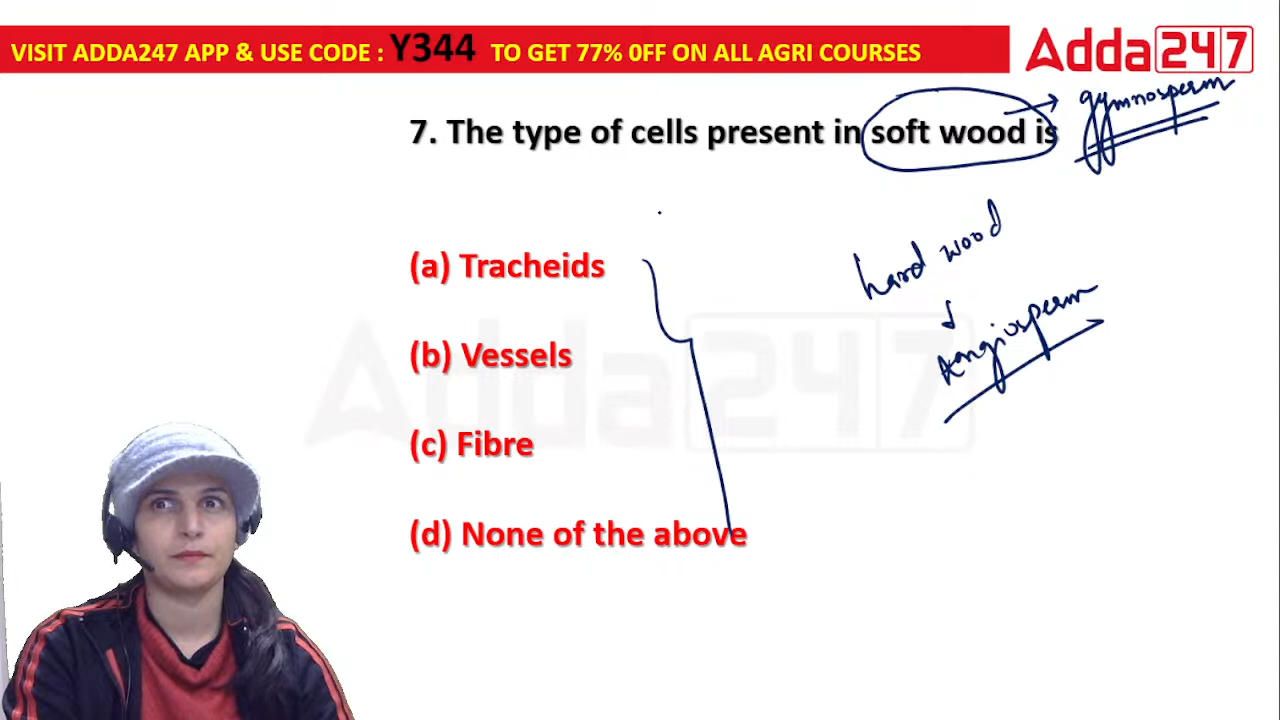 VISIT ADDA247 APP & USE CODE : Y344 TO GET 77% 0FF ON ALL AGRI COURSES
Adda247
gymnosperm
7. The type of cells present in soft wood is
hard wood
Angiosperm
(a) Tracheids
(b) Vessels
(c) Fibre
(d) None of the above
Adda247